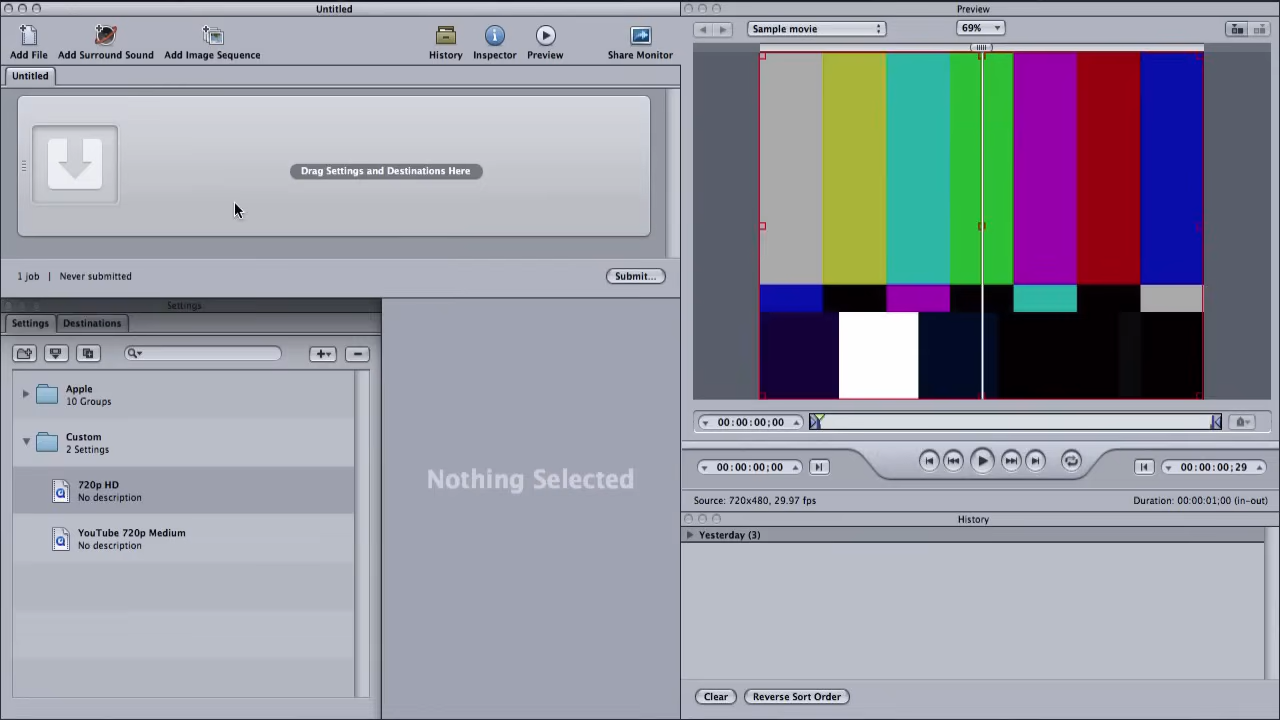 Untitled
Add File
Add Surround Sound
Add Image Sequence
History
Inspector
Preview
Share Monitor
Untitled
Drag Settings and Destinations Here
1 job | Never submitted
Submit...
Settings
Settings
Destinations
Apple
10 Groups
Custom
2 Settings
720p HD
No description
YouTube 720p Medium
No description
Nothing Selected
Preview
Sample movie
69%
00:00:00;00
00:00:00;00
00:00:00;29
Source: 720x480, 29.97 fps
Duration: 00:00:01;00 (in-out)
History
Yesterday (3)
Clear
Reverse Sort Order